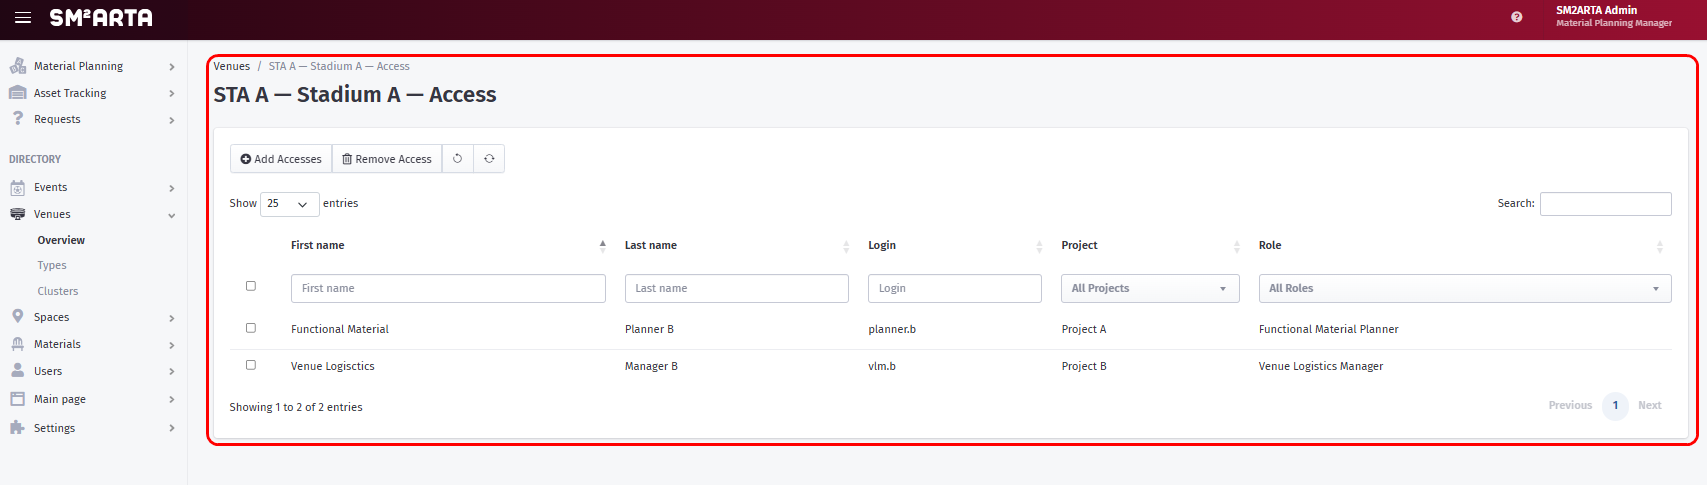 SM²ARTA
SM2ARTA Admin
Material Planning Manager
Material Planning
Asset Tracking
Requests
DIRECTORY
Events
Venues
Overview
Types
Clusters
Spaces
Materials
Users
Main page
Settings
Venues / STA A — Stadium A — Access
STA A — Stadium A — Access
Add Accesses Remove Access
Show 25 entries Search:
First name Last name Login Project Role
First name Last name Login All Projects All Roles
Functional Material Planner B planner.b Project A Functional Material Planner
Venue Logisctics Manager B vlm.b Project B Venue Logistics Manager
Showing 1 to 2 of 2 entries Previous 1 Next